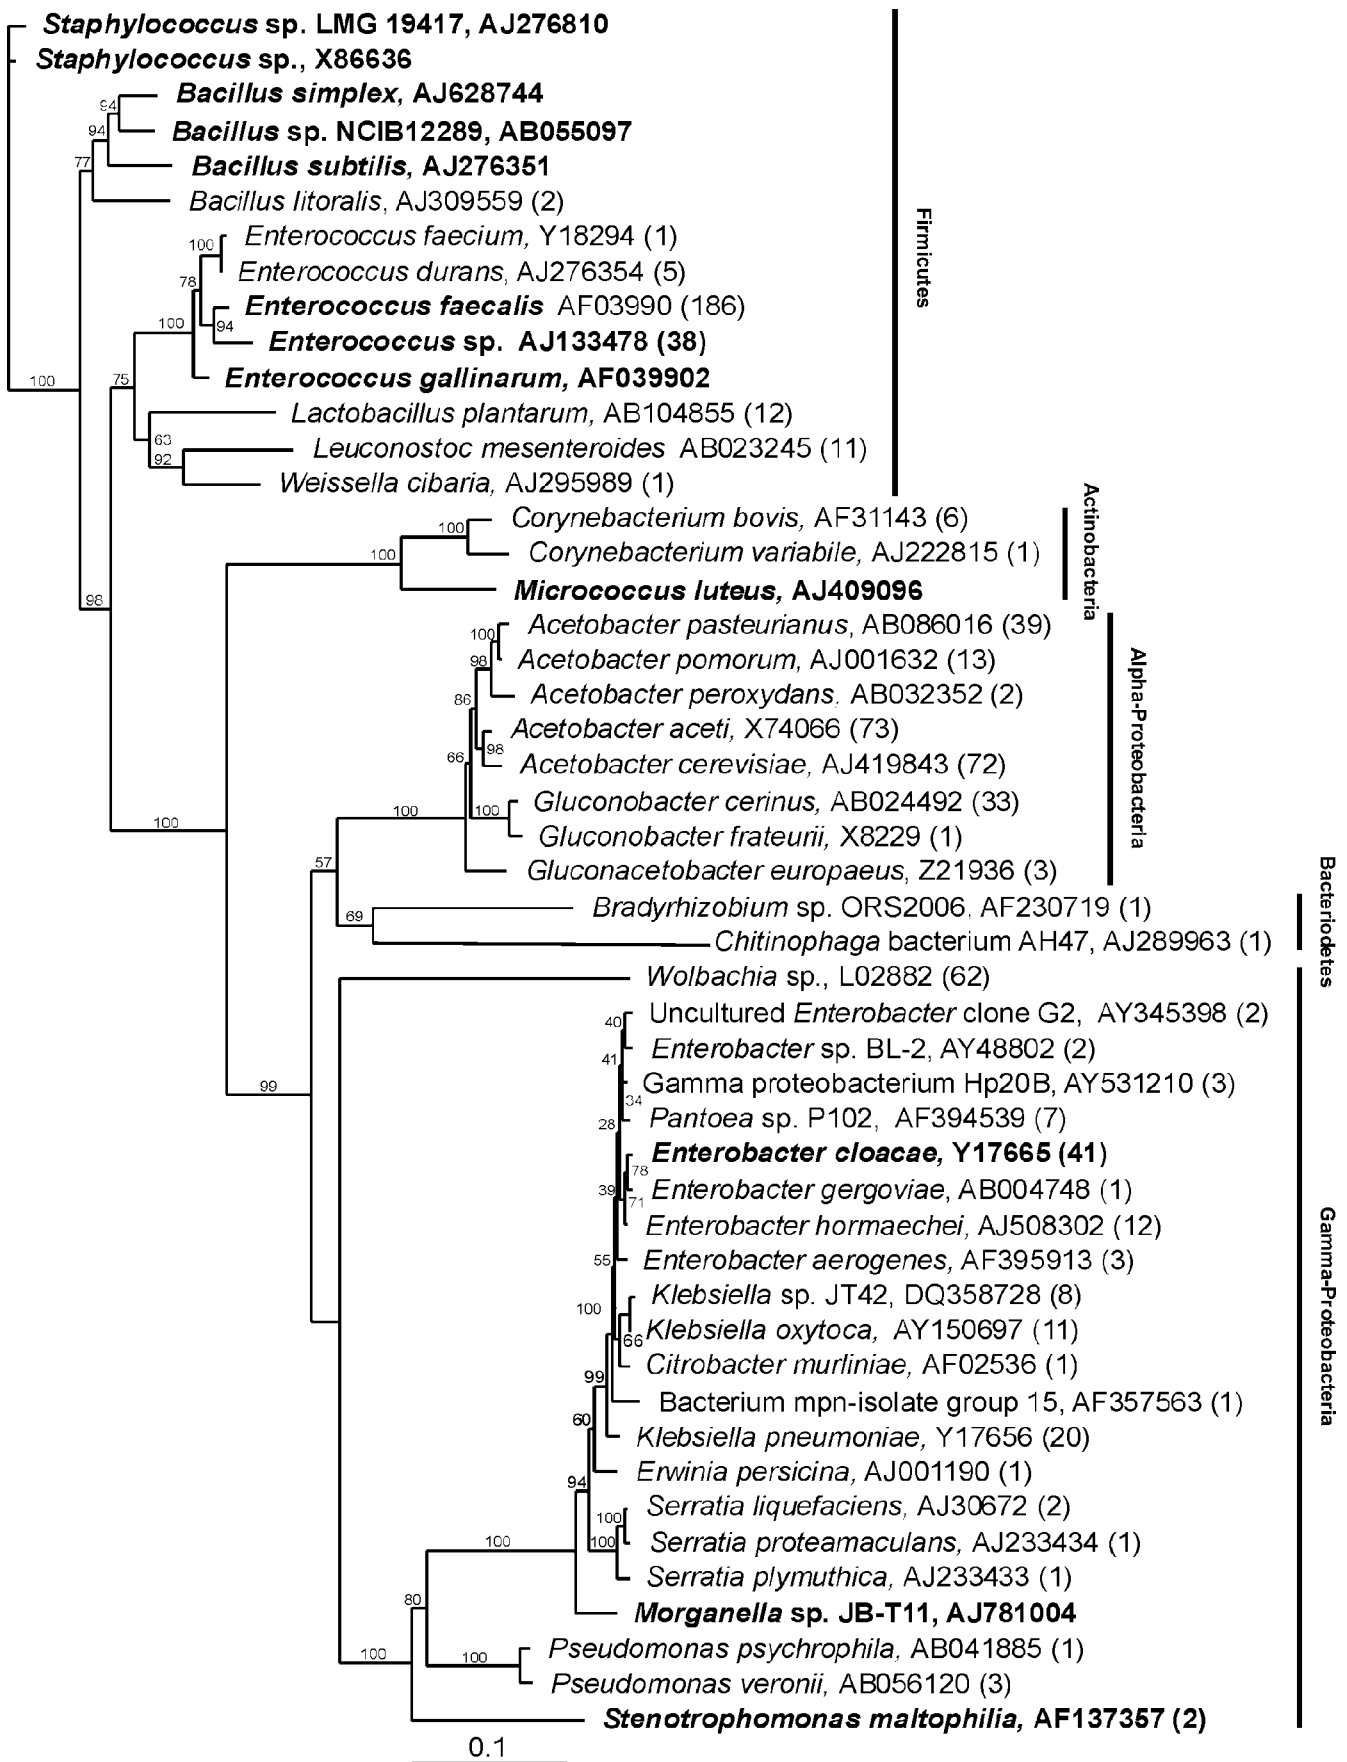 Staphylococcus sp. LMG 19417, AJ276810
Staphylococcus sp., X86636
Bacillus simplex, AJ628744
94
Bacillus sp. NCIB12289, AB055097
94
Bacillus subtilis, AJ276351
77
Bacillus litoralis, AJ309559 (2)
Enterococcus faecium, Y18294 (1)
100
Enterococcus durans, AJ276354 (5)
78
Enterococcus faecalis AF03990 (186)
100
94
Enterococcus sp. AJ133478 (38)
Enterococcus gallinarum, AF039902
100
75
Lactobacillus plantarum, AB104855 (12)
63
Leuconostoc mesenteroides AB023245 (11)
92
Weissella cibaria, AJ295989 (1)
Firmicutes
Corynebacterium bovis, AF31143 (6)
100
Corynebacterium variabile, AJ222815 (1)
100
Micrococcus luteus, AJ409096
Actinobacteria
98
Acetobacter pasteurianus, AB086016 (39)
100
Acetobacter pomorum, AJ001632 (13)
98
Acetobacter peroxydans, AB032352 (2)
86
Acetobacter aceti, X74066 (73)
98
66
Acetobacter cerevisiae, AJ419843 (72)
Gluconobacter cerinus, AB024492 (33)
100
100
100
Gluconobacter frateurii, X8229 (1)
57
Gluconacetobacter europaeus, Z21936 (3)
Alpha-Proteobacteria
Bradyrhizobium sp. ORS2006, AF230719 (1)
69
Chitinophaga bacterium AH47, AJ289963 (1)
Bacteriodetes
Wolbachia sp., L02882 (62)
Uncultured Enterobacter clone G2, AY345398 (2)
40
Enterobacter sp. BL-2, AY48802 (2)
41
Gamma proteobacterium Hp20B, AY531210 (3)
99
34
Pantoea sp. P102, AF394539 (7)
28
Enterobacter cloacae, Y17665 (41)
78
39
Enterobacter gergoviae, AB004748 (1)
71
Enterobacter hormaechei, AJ508302 (12)
55
Enterobacter aerogenes, AF395913 (3)
Klebsiella sp. JT42, DQ358728 (8)
100
Klebsiella oxytoca, AY150697 (11)
66
Citrobacter murliniae, AF02536 (1)
99
Bacterium mpn-isolate group 15, AF357563 (1)
60
Klebsiella pneumoniae, Y17656 (20)
Erwinia persicina, AJ001190 (1)
94
Serratia liquefaciens, AJ30672 (2)
100
100
100
Serratia proteamaculans, AJ233434 (1)
Serratia plymuthica, AJ233433 (1)
80
Morganella sp. JB-T11, AJ781004
Pseudomonas psychrophila, AB041885 (1)
100
100
Pseudomonas veronii, AB056120 (3)
Stenotrophomonas maltophilia, AF137357 (2)
Gamma-Proteobacteria
0.1